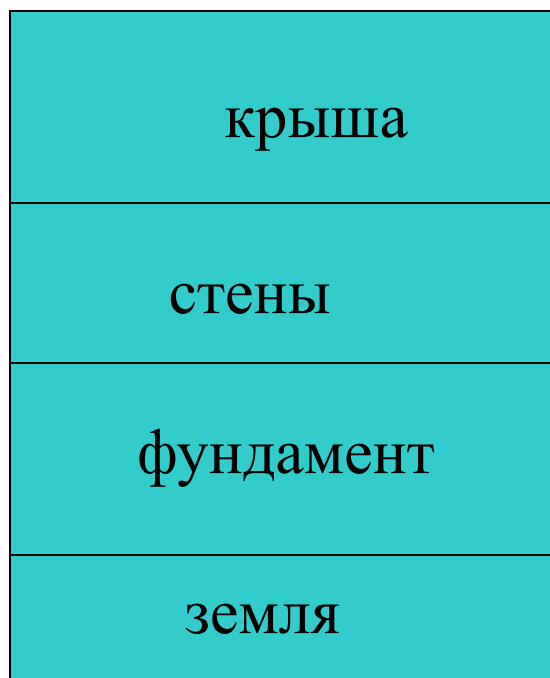 крыша
стены
фундамент
земля